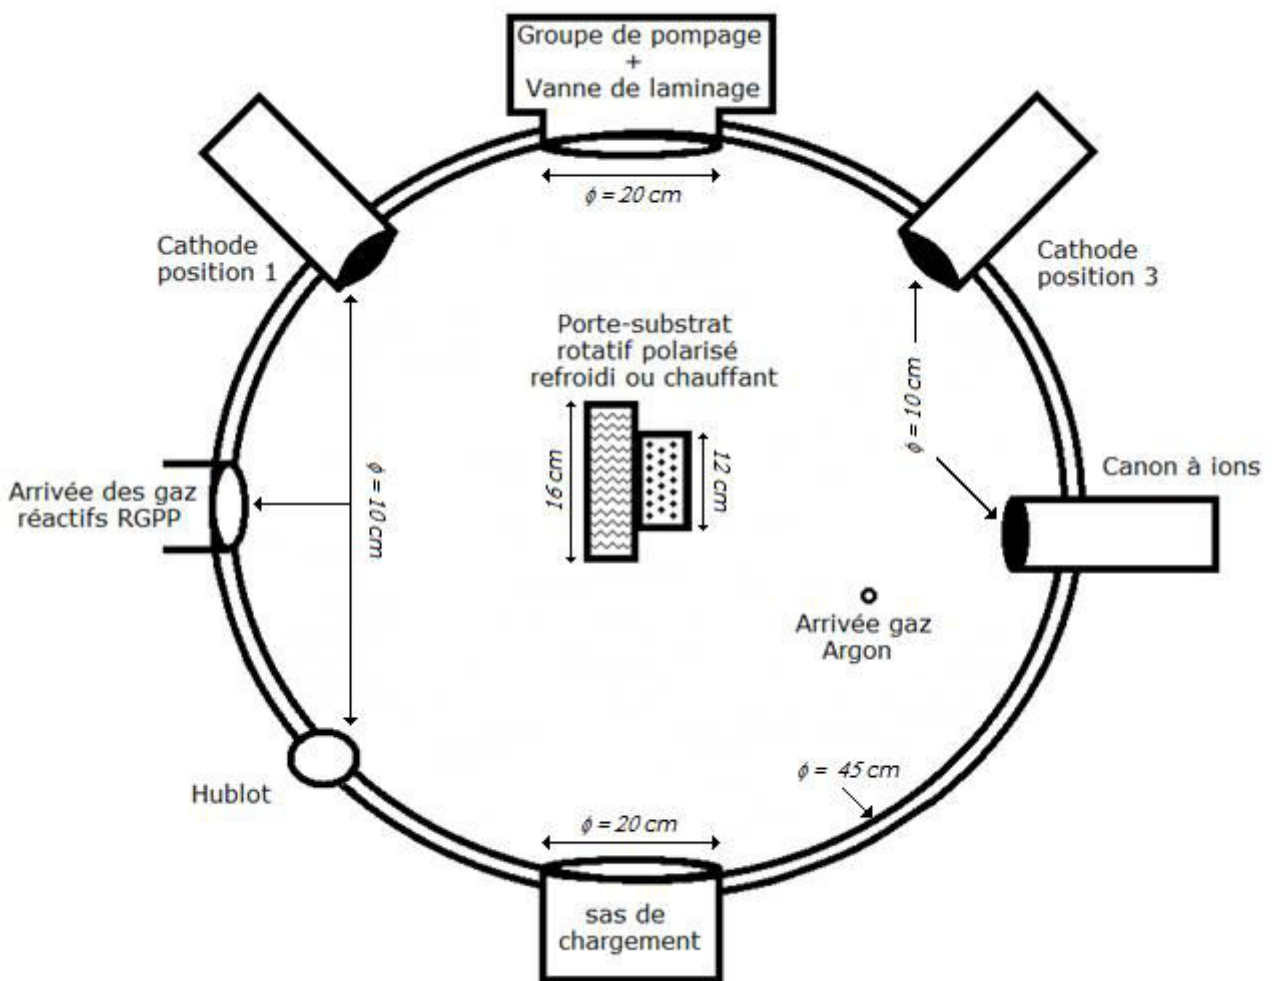 Groupe de pompage
+
Vanne de laminage
ϕ = 20 cm
Cathode
position 1
Cathode
position 3
Porte-substrat
rotatif polarisé
refroidi ou chauffant
ϕ = 10 cm
16 cm
12 cm
ϕ = 10 cm
Arrivée des gaz
réactifs RGPP
Canon à ions
Arrivée gaz
Argon
Hublot
ϕ = 45 cm
ϕ = 20 cm
sas de
chargement